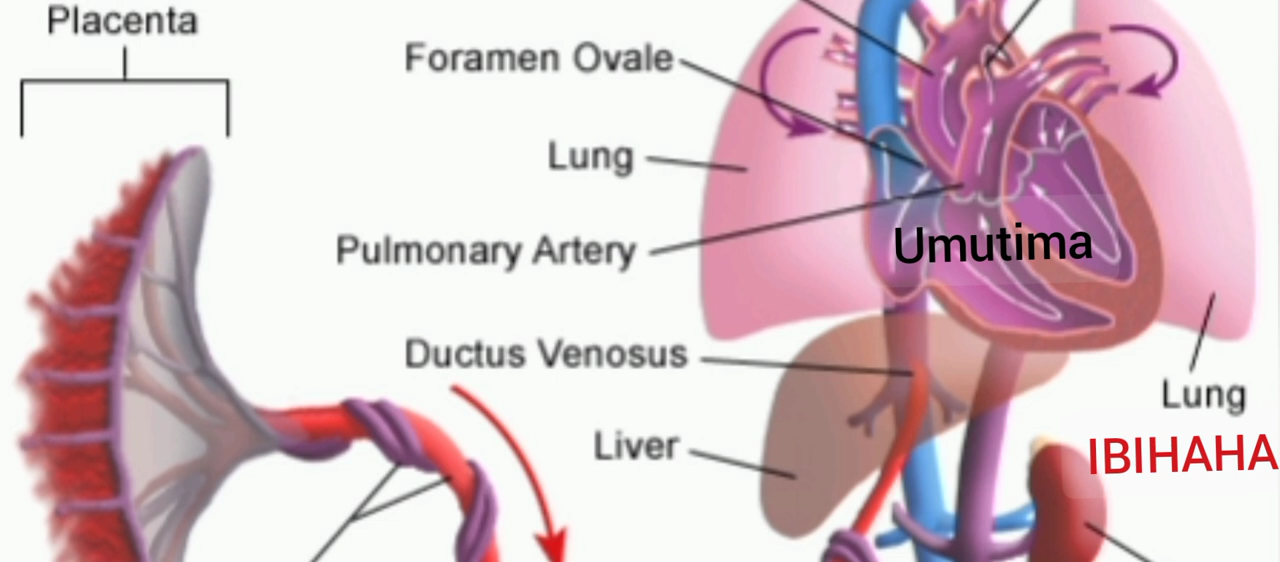 Placenta
Foramen Ovale
Lung
Pulmonary Artery
Umutima
Ductus Venosus
Lung
Liver
IBIHAHA